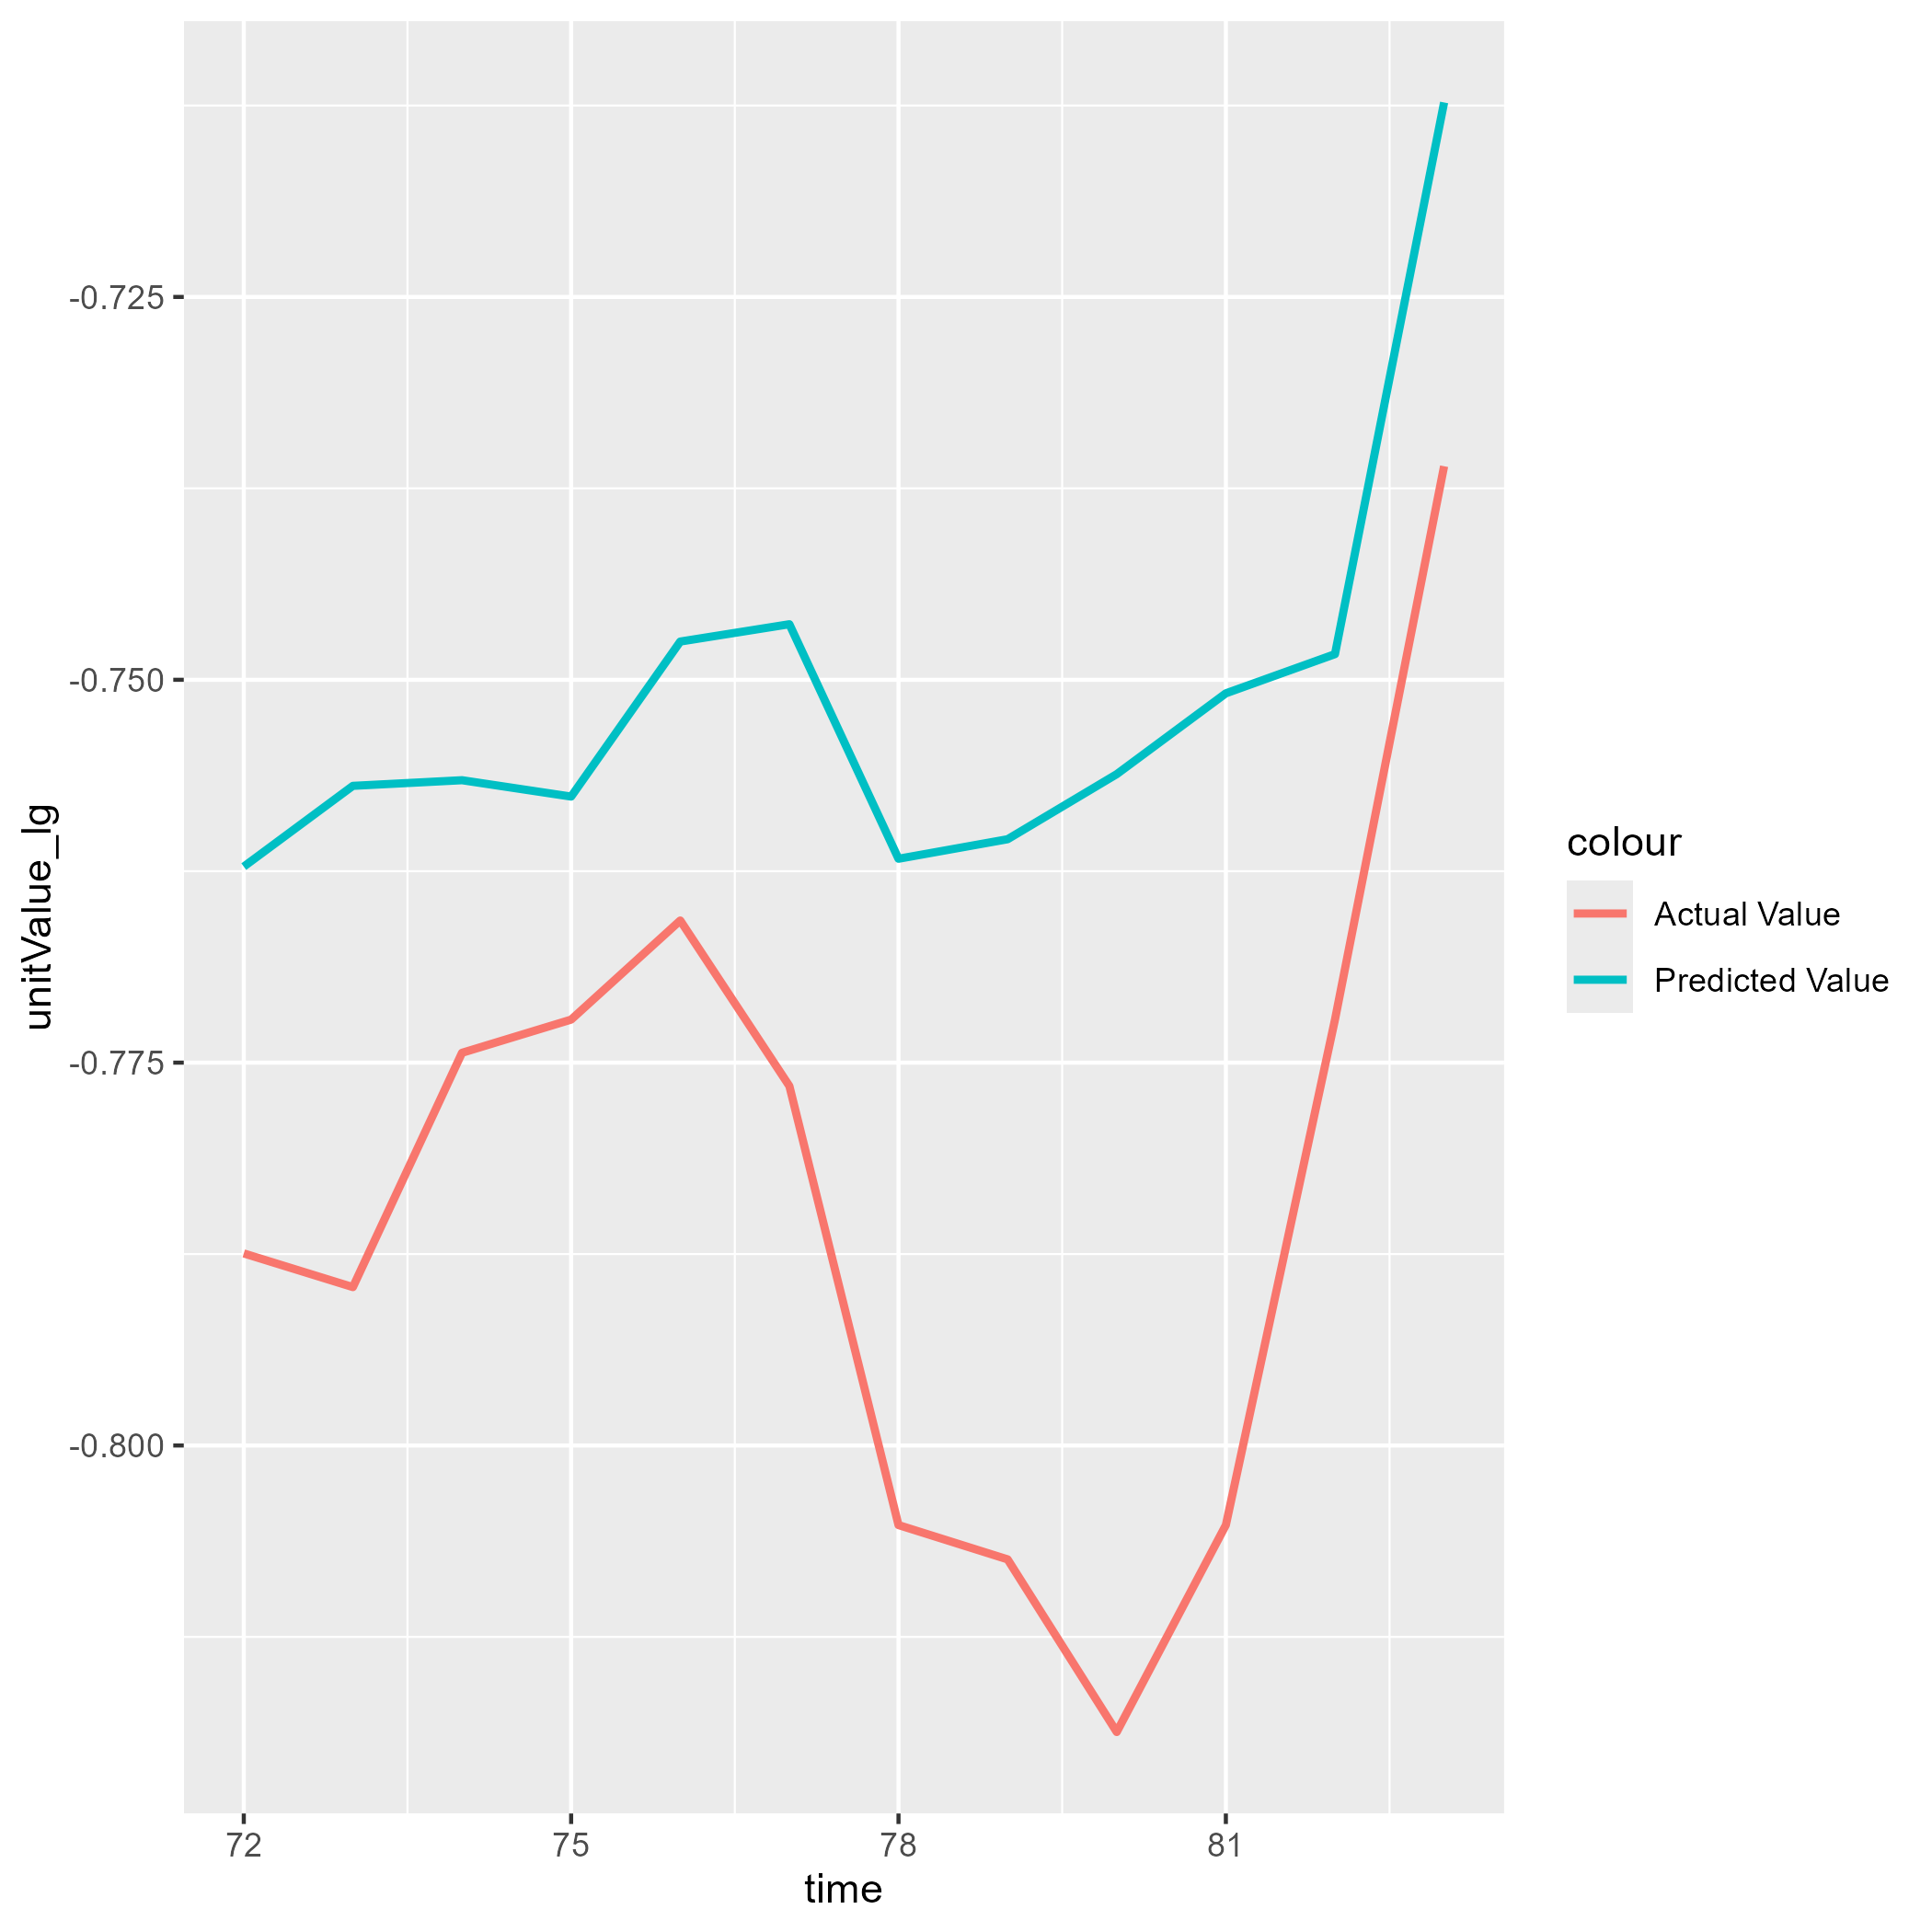 -0.725
-0.750
-0.775
-0.800
unitValue_lg
72 75 78 81
time
colour
Actual Value
Predicted Value